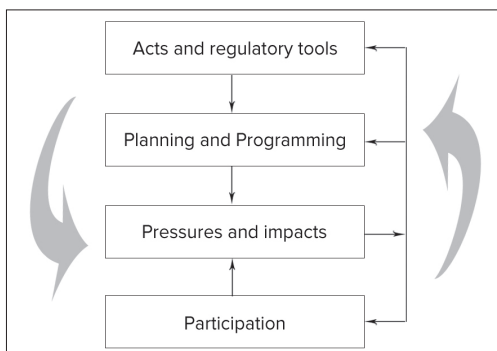 Acts and regulatory tools
Planning and Programming
Pressures and impacts
Participation